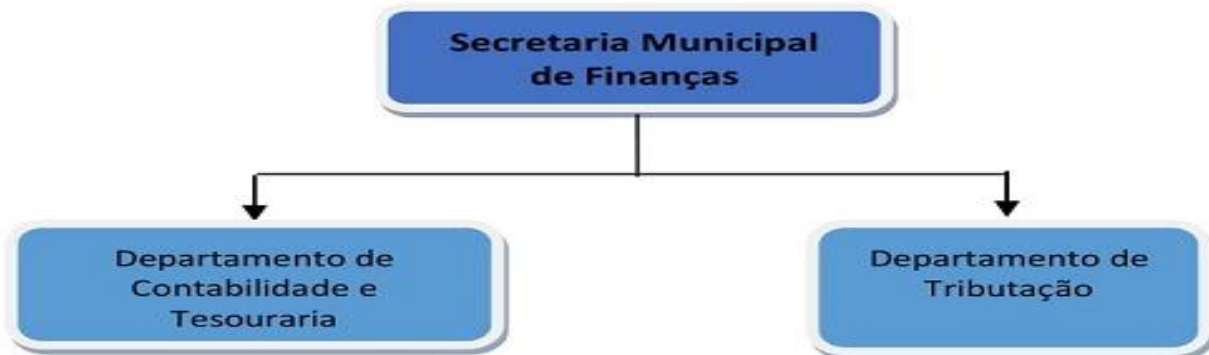 Secretaria Municipal
de Finanças
Departamento de
Contabilidade e
Tesouraria
Departamento de
Tributação